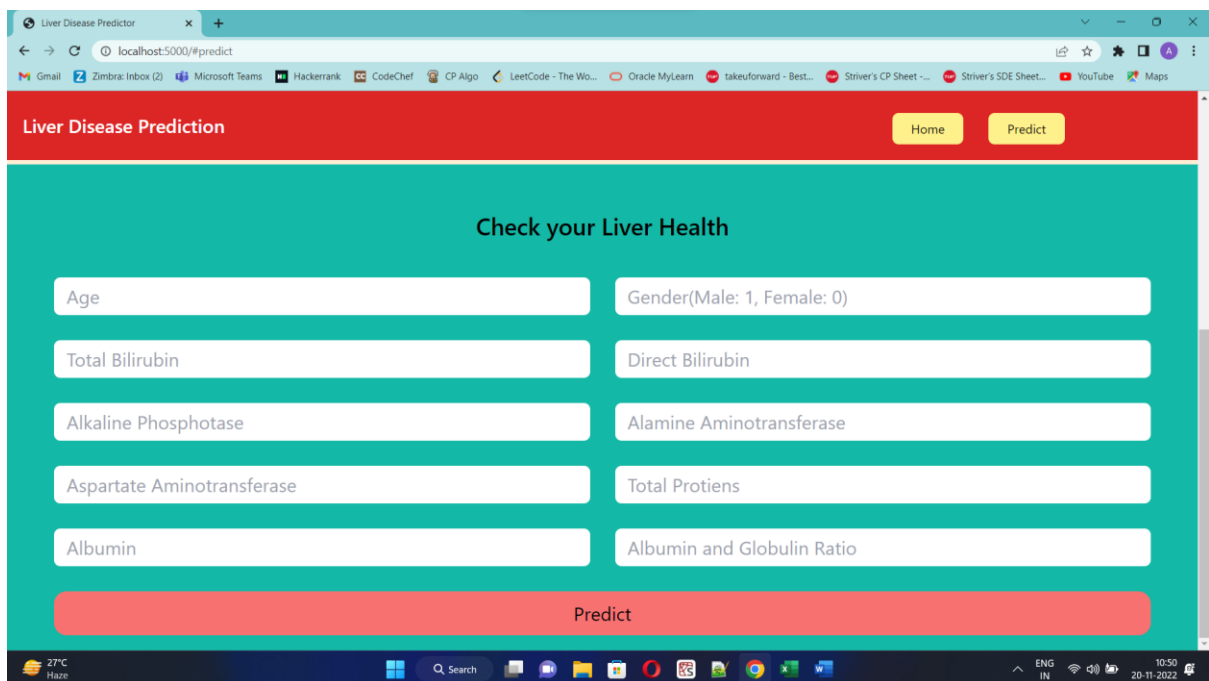 Liver Disease Predictor
localhost:5000/#predict
Gmail Zimbra: Inbox (2) Microsoft Teams Hackerrank CodeChef CP Algo LeetCode - The Wo... Oracle MyLearn takeuforward - Best... Striver's CP Sheet -... Striver's SDE Sheet... YouTube Maps
Liver Disease Prediction Home Predict
Check your Liver Health
Age Gender(Male: 1, Female: 0)
Total Bilirubin Direct Bilirubin
Alkaline Phosphotase Alamine Aminotransferase
Aspartate Aminotransferase Total Protiens
Albumin Albumin and Globulin Ratio
Predict
27°C
Haze
Search
ENG
IN
10:50
20-11-2022